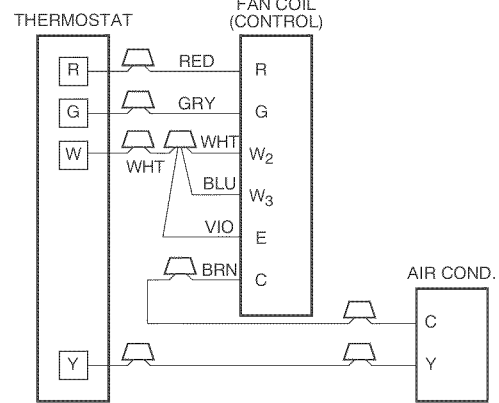 FAN COIL
(CONTROL)
THERMOSTAT
R RED R
G GRY G
W WHT WHT W2
BLU W3
VIO E
BRN C
AIR COND.
C
Y Y